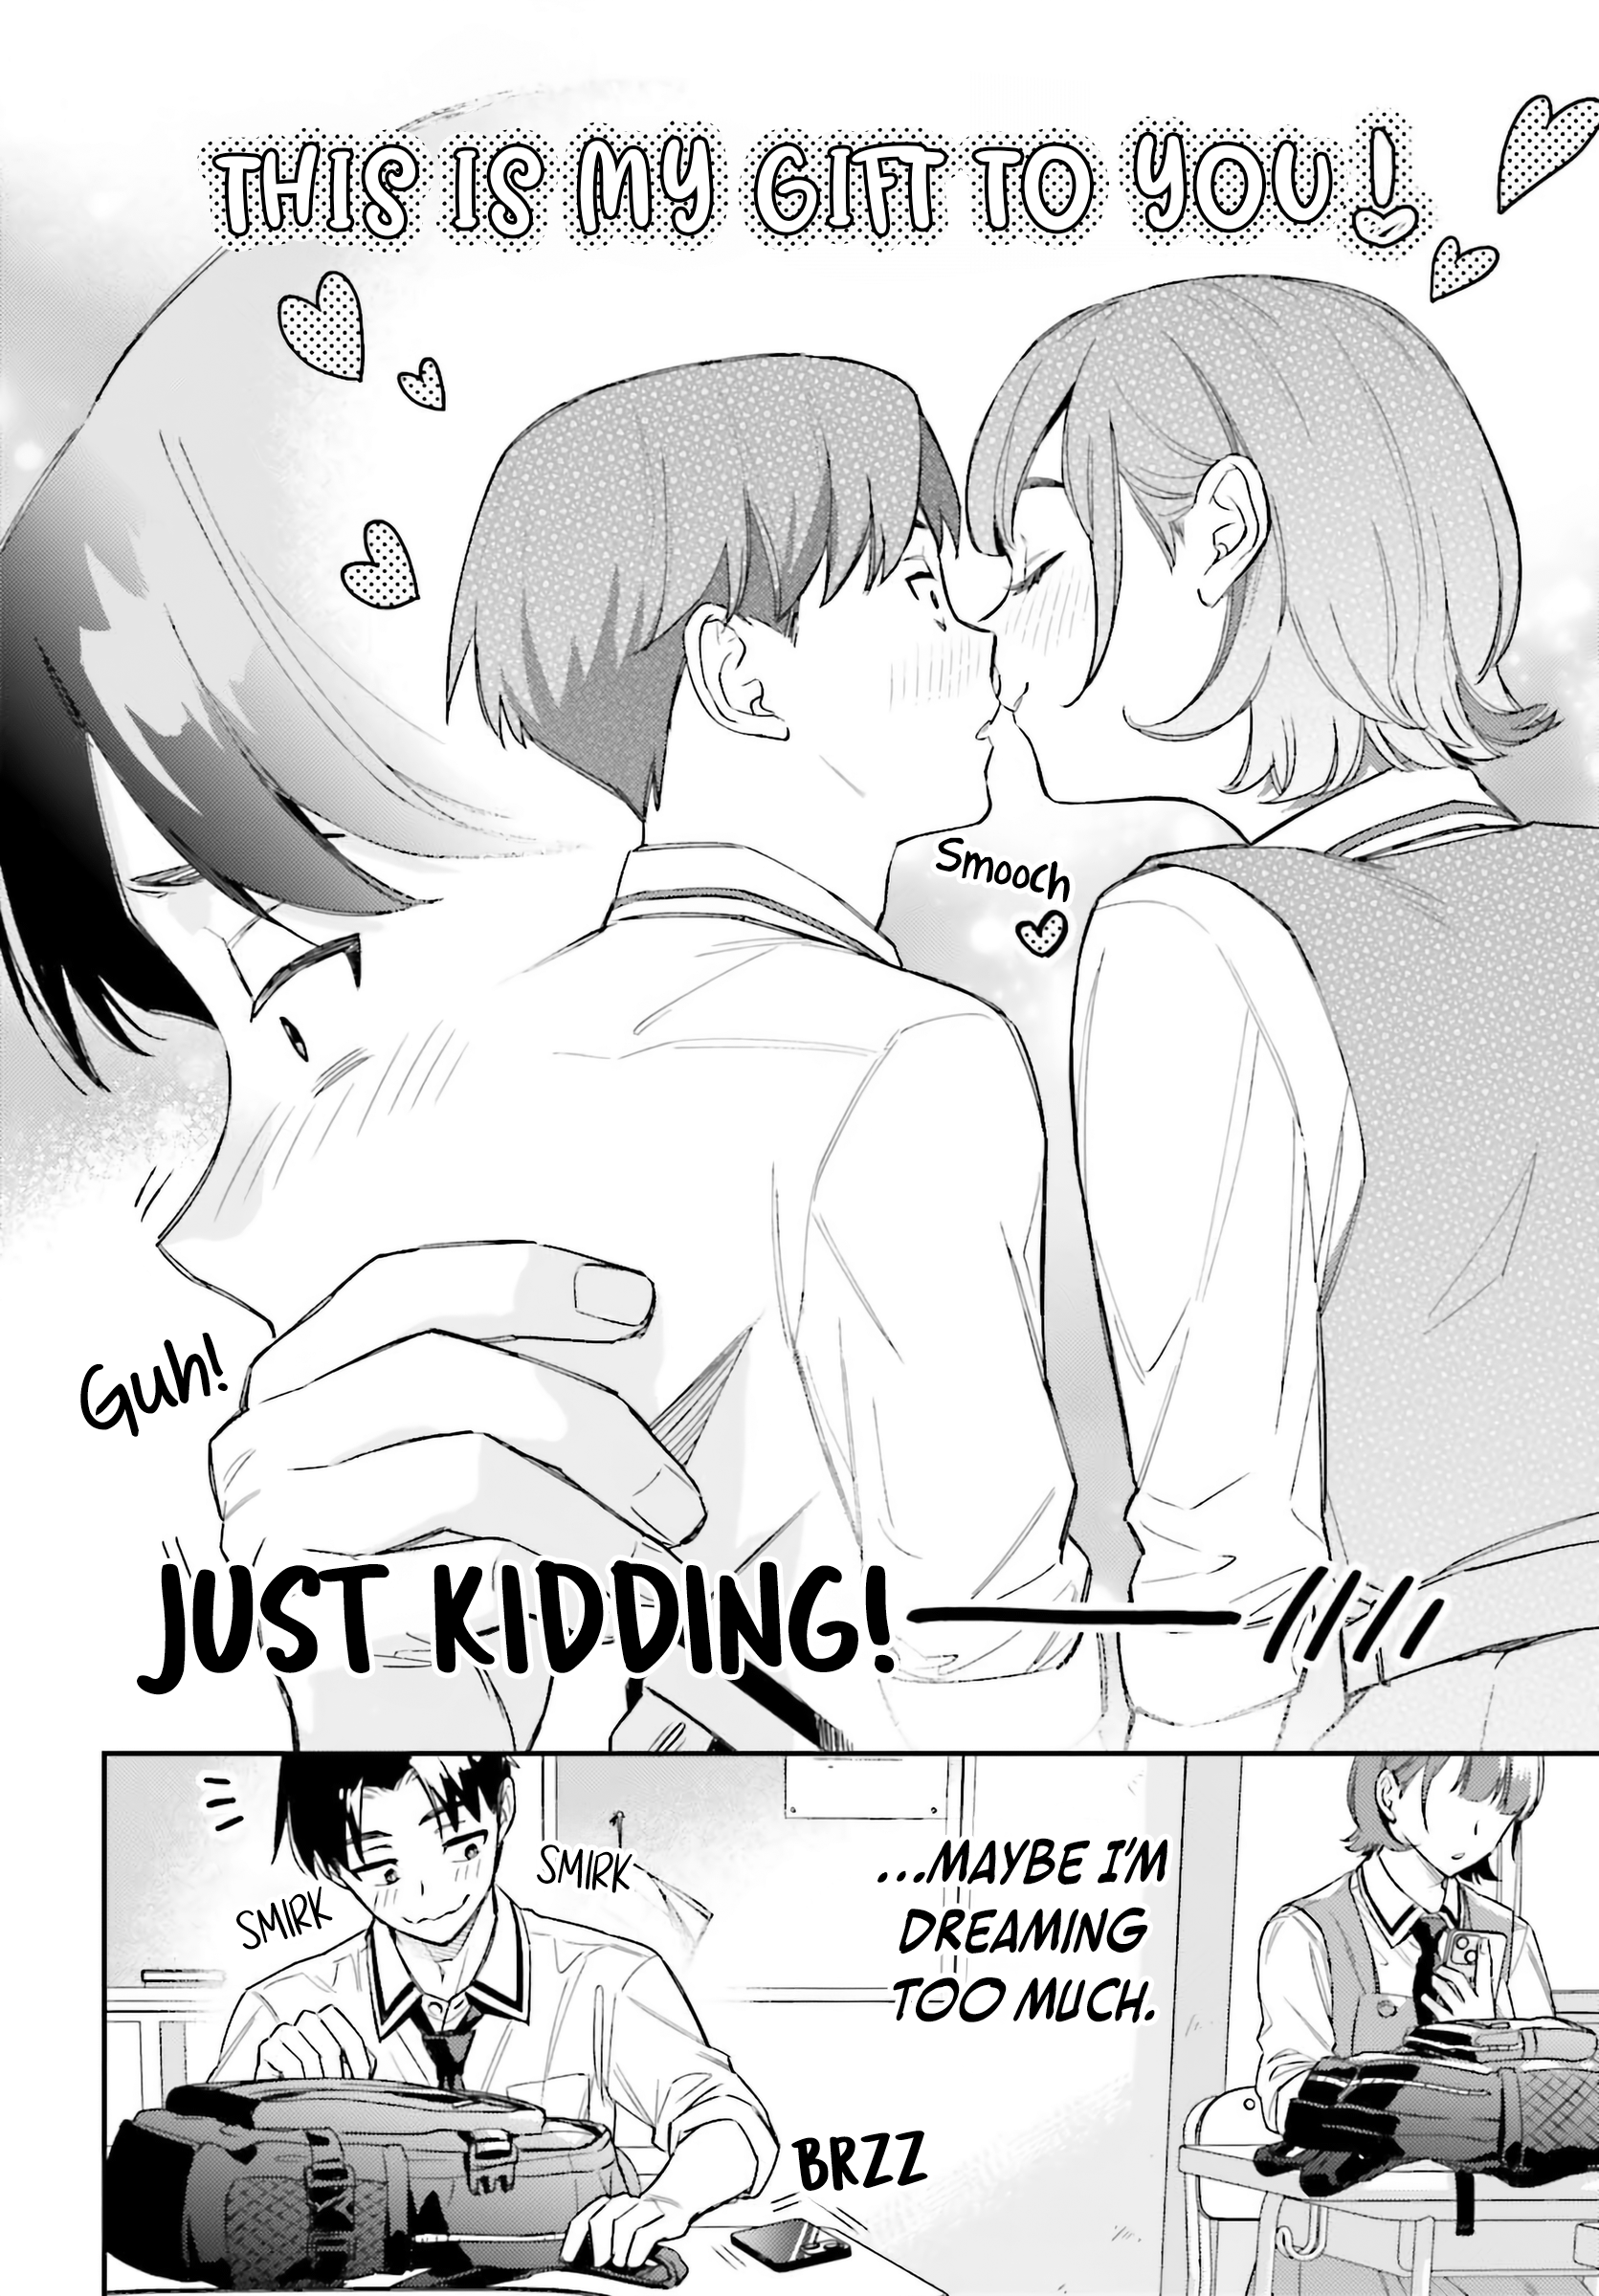 THIS IS MY GIFT TO YOU!
Smooch
Guh!
JUST KIDDING!
...MAYBE I'M
DREAMING
TOO MUCH.
SMIRK
SMIRK
BRZZ